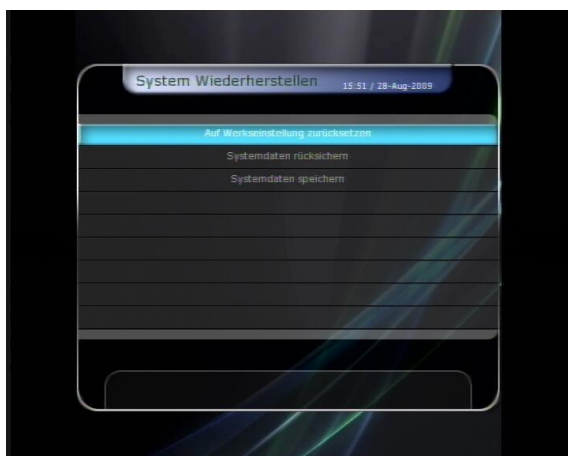 System Wiederherstellen
15:51 / 28-Aug-2009
Auf Werkseinstellung zurücksetzen
Systemdaten rücksichern
Systemdaten speichern